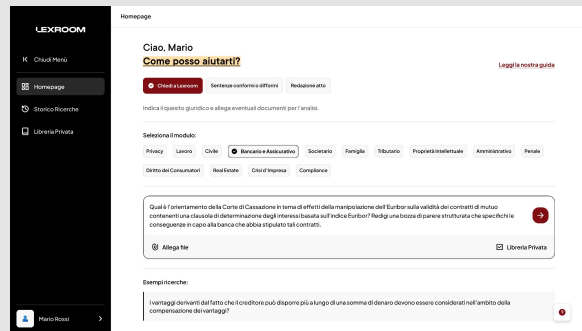 LEXROOM
Chiudi Menù
Homepage
Storico Ricerche
Libreria Privata
Mario Rossi
Homepage
Ciao, Mario
Come posso aiutarti?
Leggi la nostra guida
Chiedi a Lexroom
Sentenze conformi o difformi
Redazione atto
Indica il quesito giuridico e allega eventuali documenti per l'analisi.
Seleziona il modulo:
Privacy Lavoro Civile Bancario e Assicurativo Societario Famiglia Tributario Proprietà Intellettuale Amministrativo Penale
Diritto dei Consumatori Real Estate Crisi d'Impresa Compliance
Qual è l'orientamento della Corte di Cassazione in tema di effetti della manipolazione dell'Euribor sulla validità dei contratti di mutuo
contenenti una clausola di determinazione degli interessi basata sull'indice Euribor? Redigi una bozza di parere strutturata che specifichi le
conseguenze in capo alla banca che abbia stipulato tali contratti.
Allega file
Libreria Privata
Esempi ricerche:
I vantaggi derivanti dal fatto che il creditore può disporre più a lungo di una somma di denaro devono essere considerati nell'ambito della
compensazione dei vantaggi?